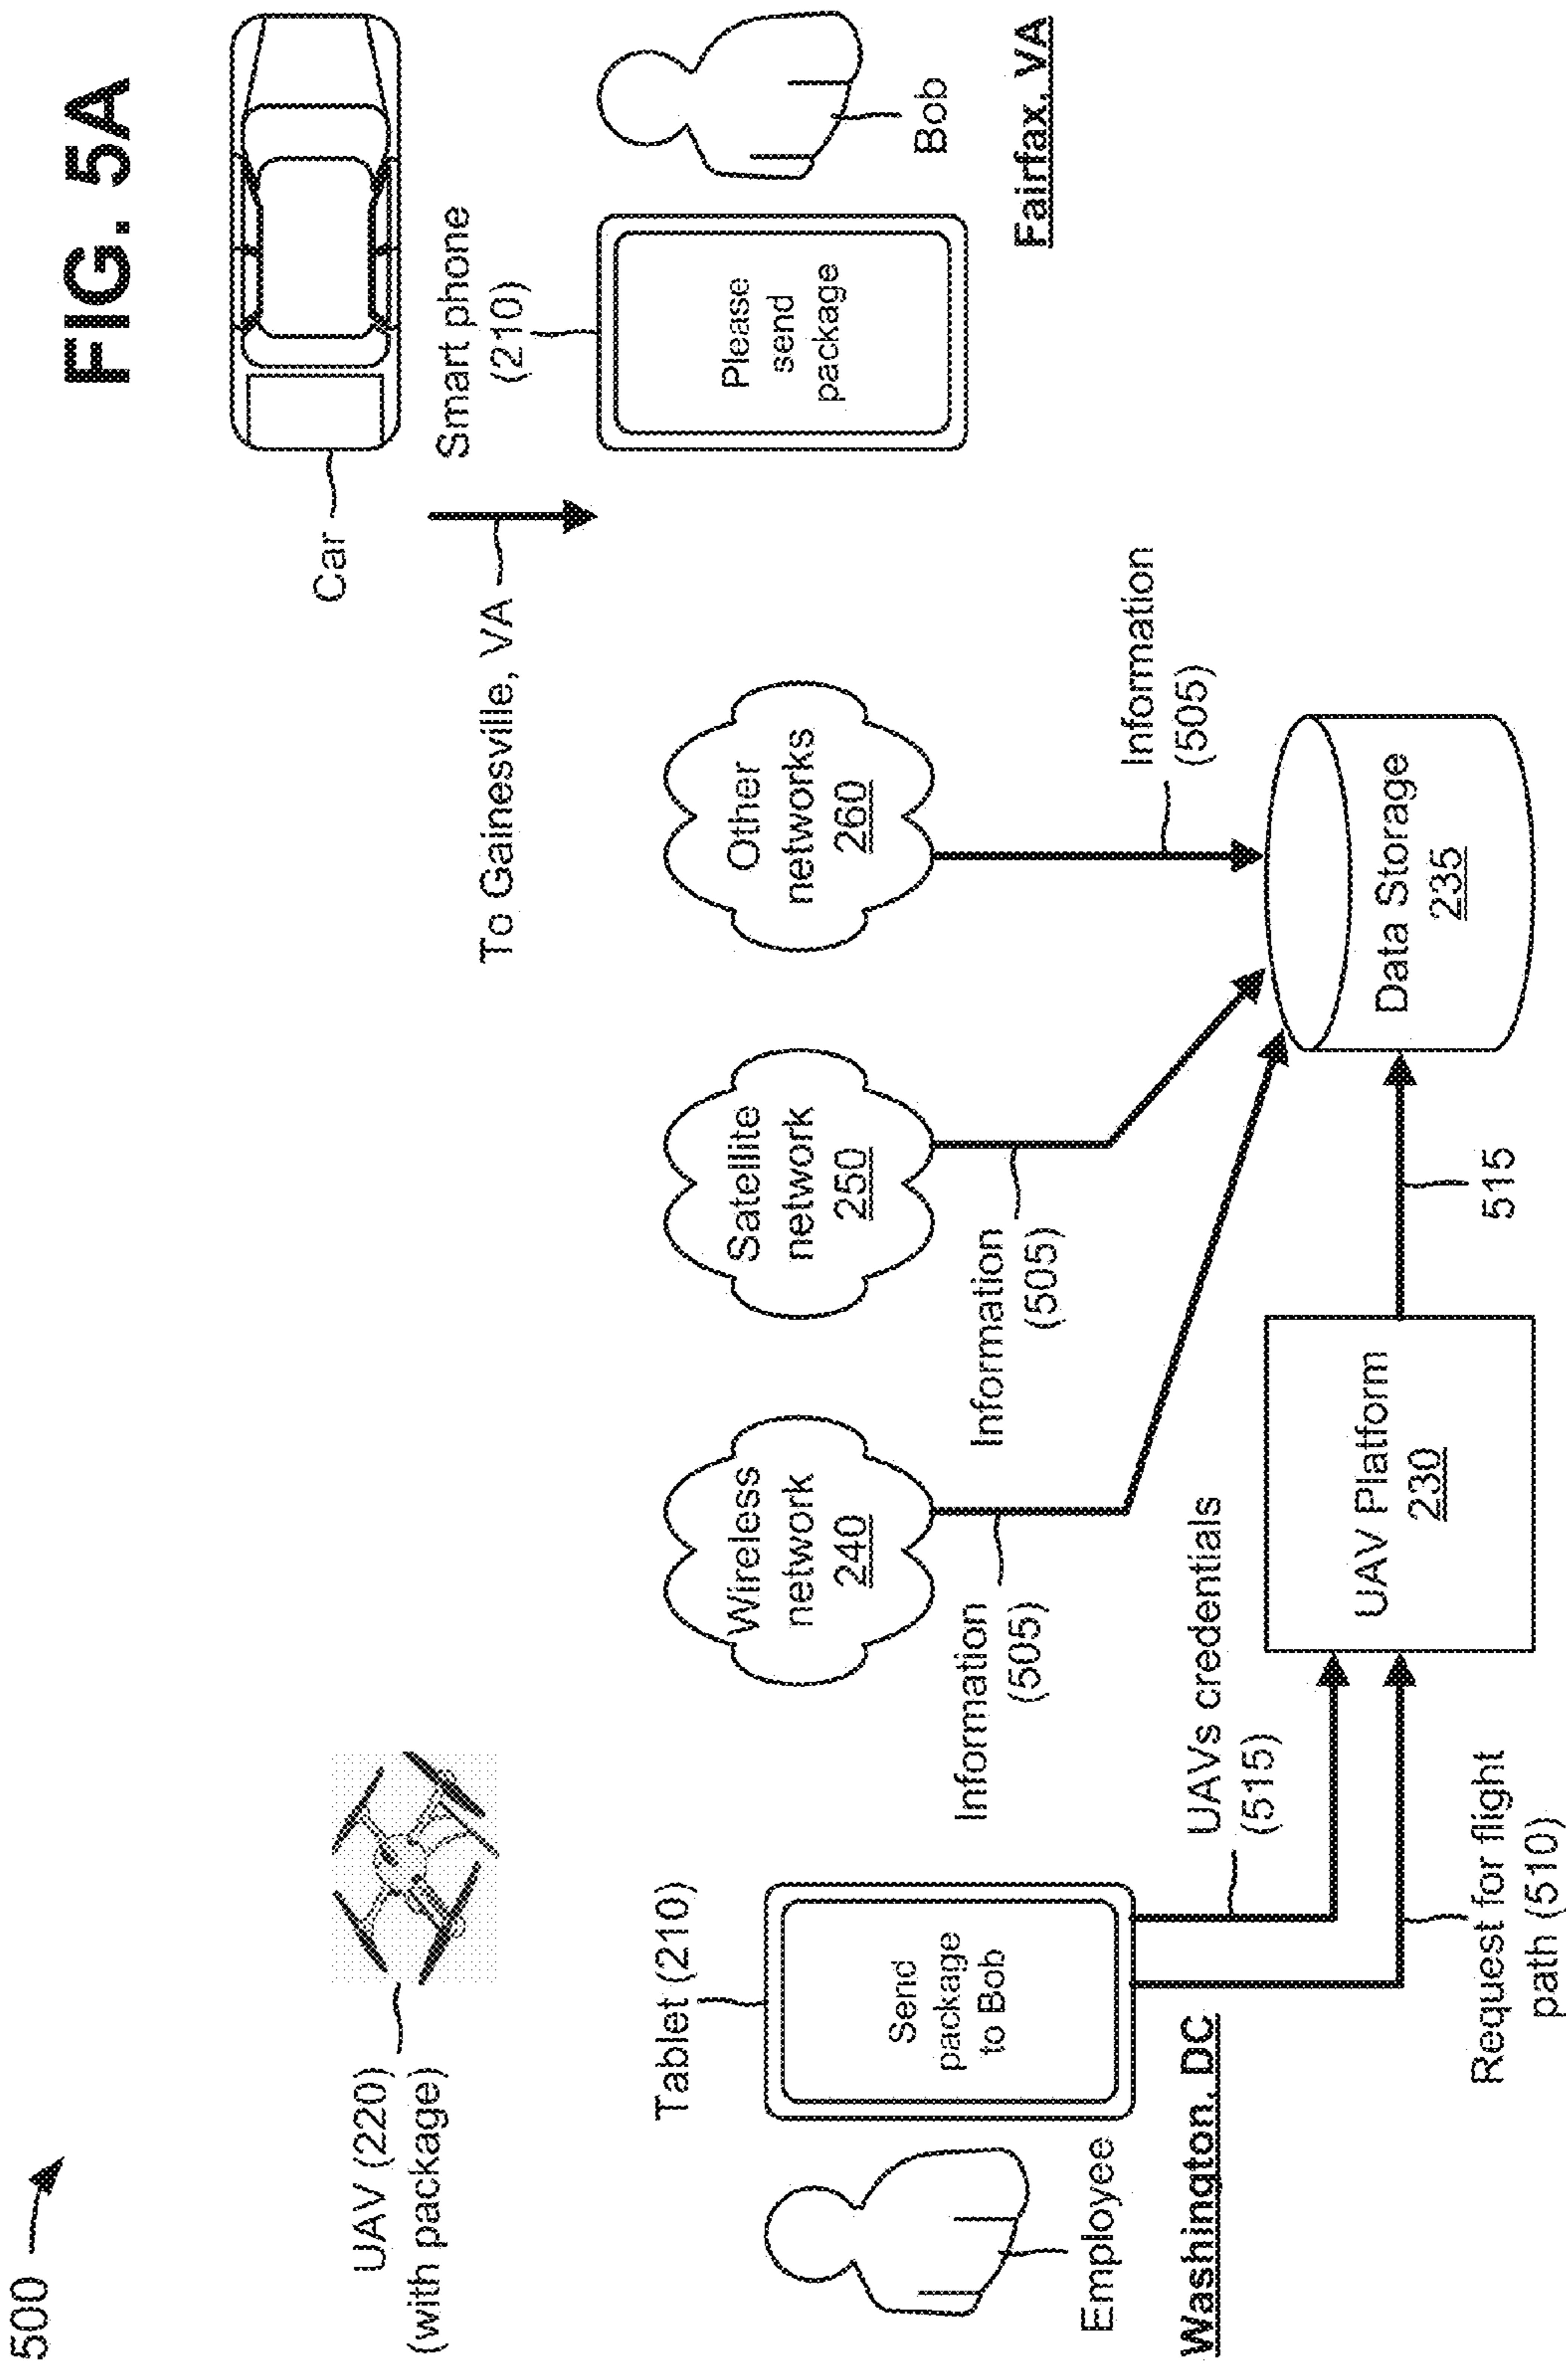 500
FIG. 5A
UAV (220)
(with package)
Car
To Gainesville, VA
Smart phone
(210)
Please
send
package
Bob
Fairfax, VA
Tablet (210)
Send
package
to Bob
Employee
Washington, DC
Wireless
network
240
Satellite
network
250
Other
networks
260
Information
(505)
Information
(505)
Information
(505)
UAVs credentials
(515)
Request for flight
path (510)
UAV Platform
230
515
Data Storage
235